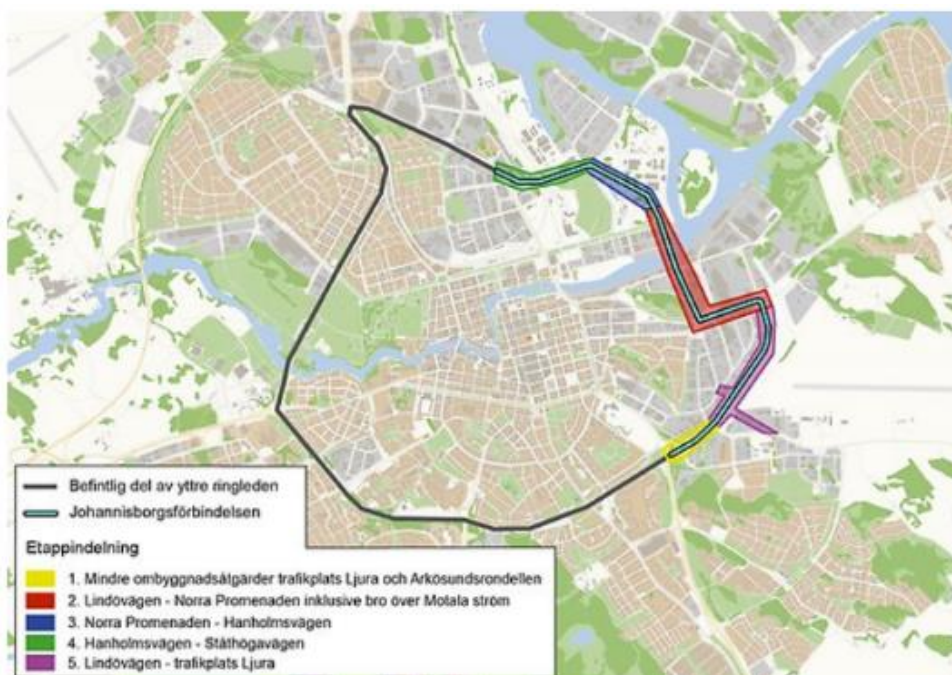 Befintlig del av yttre ringleden
Johannisborgsförbindelsen
Etappindelning
1. Mindre ombyggnadsåtgärder trafikplats Ljura och Arkösundsrondellen
2. Lindövägen - Norra Promenaden inklusive bro över Motala ström
3. Norra Promenaden - Hanholmsvägen
4. Hanholmsvägen - Ståthögavägen
5. Lindövägen - trafikplats Ljura